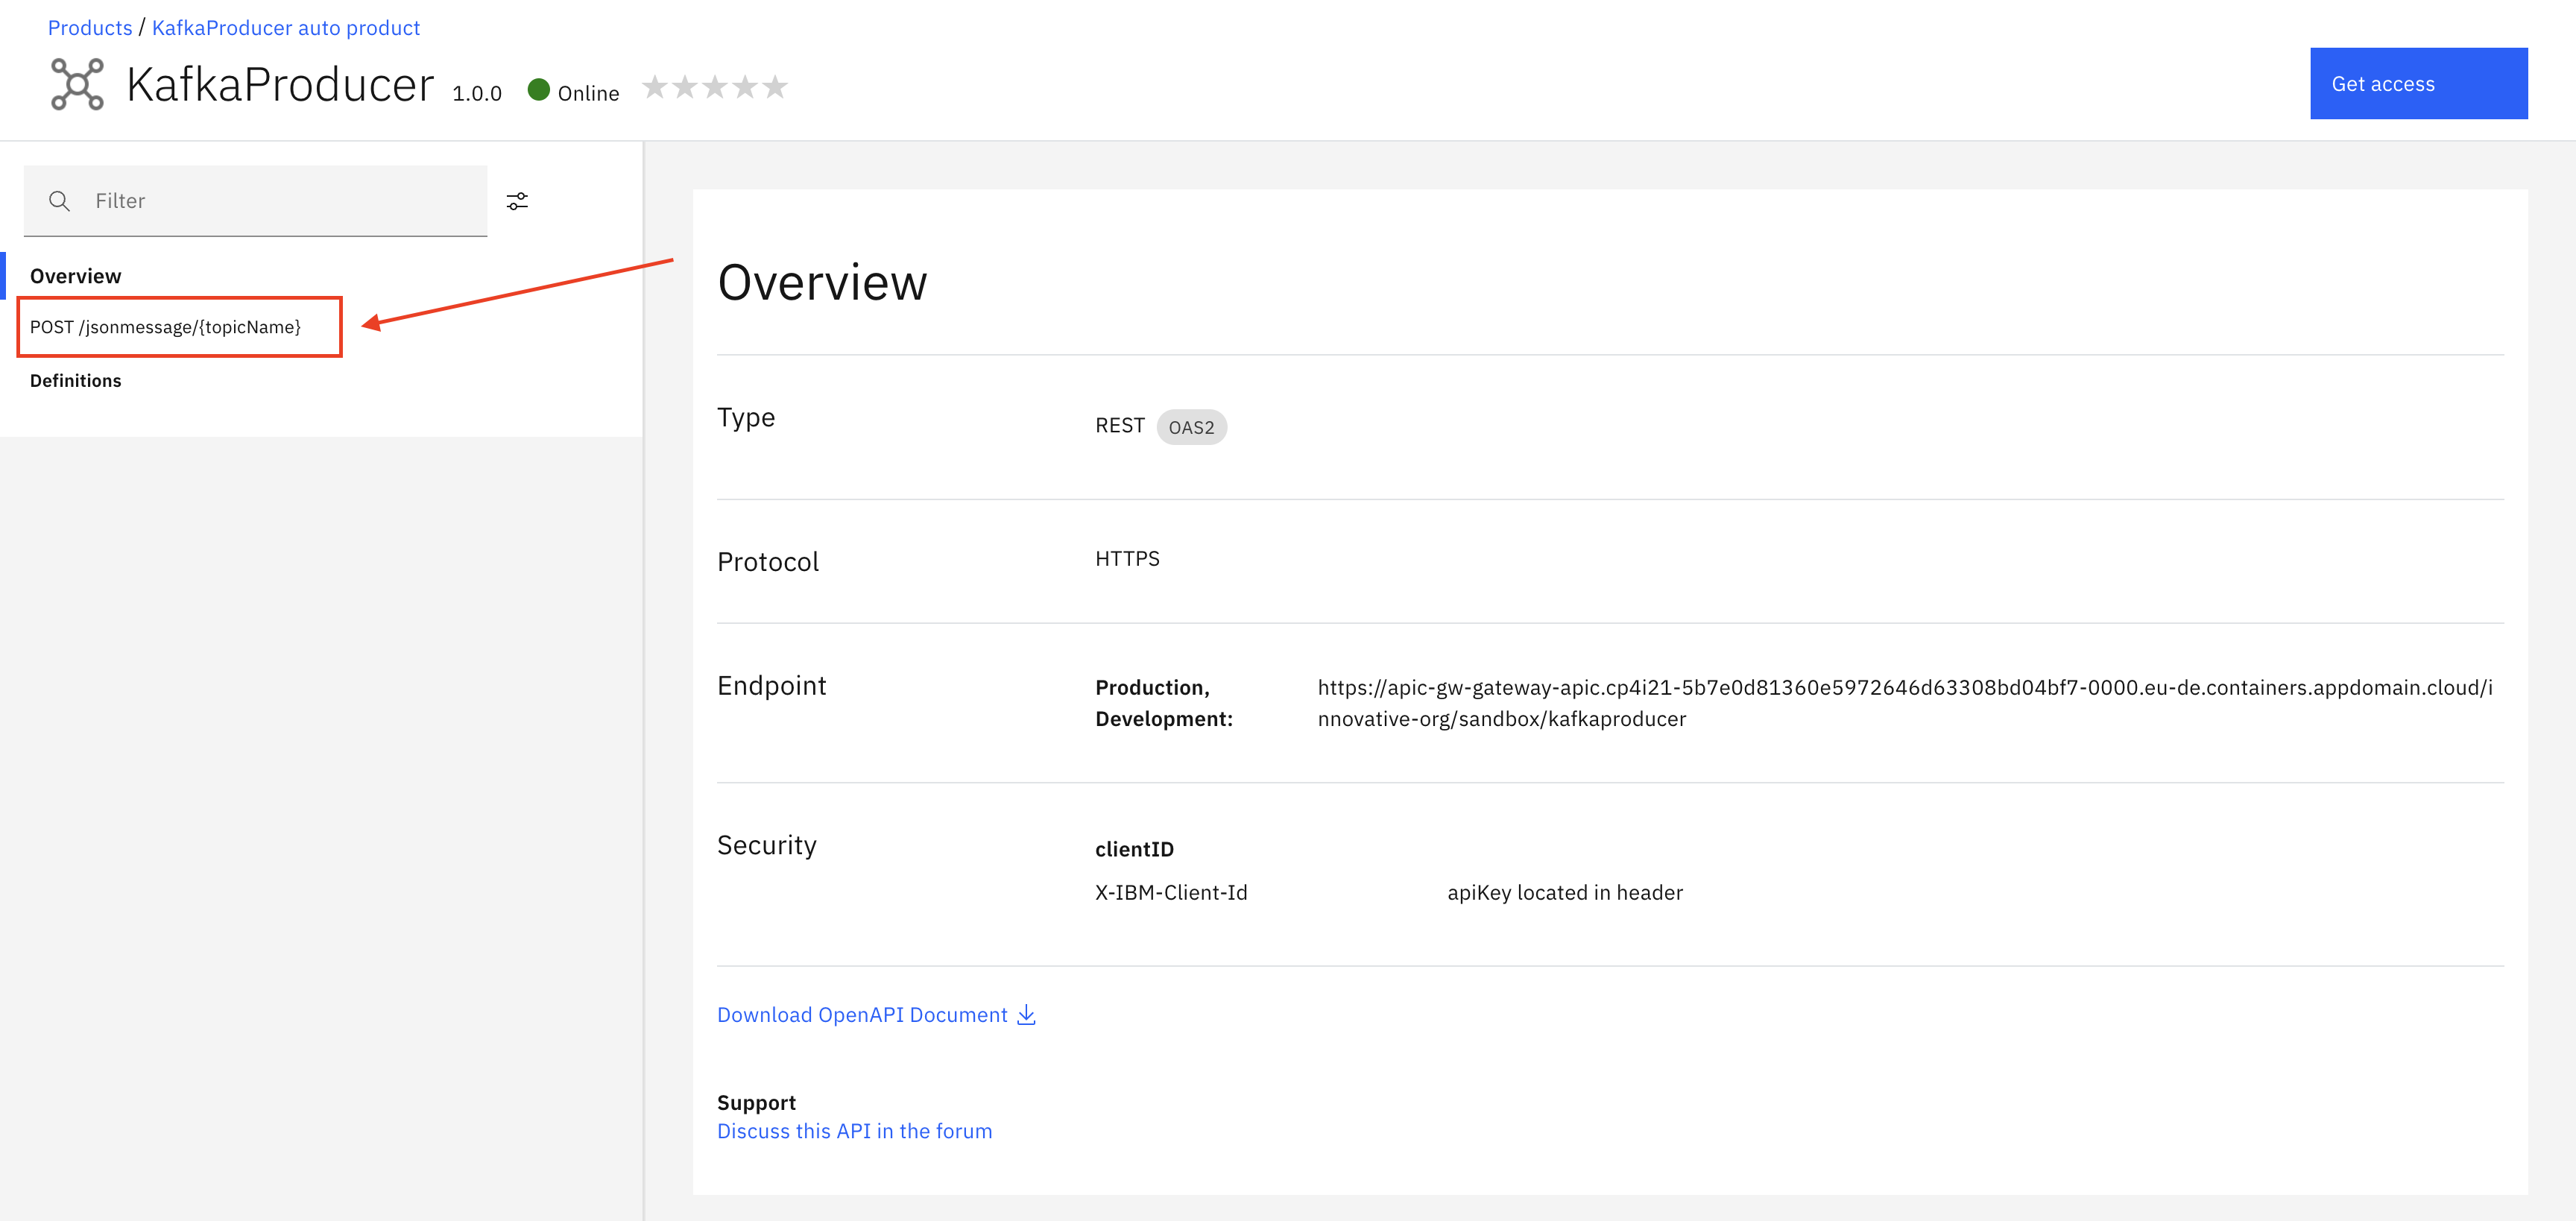 Products / KafkaProducer auto product
KafkaProducer 1.0.0 Online
Get access
Filter
Overview
POST /jsonmessage/{topicName}
Definitions
Overview
Type
REST OAS2
Protocol
HTTPS
Endpoint
Production,
Development:
https://apic-gw-gateway-apic.cp4i21-5b7e0d81360e5972646d63308bd04bf7-0000.eu-de.containers.appdomain.cloud/i
nnovative-org/sandbox/kafkaproducer
Security
clientID
X-IBM-Client-Id apiKey located in header
Download OpenAPI Document
Support
Discuss this API in the forum